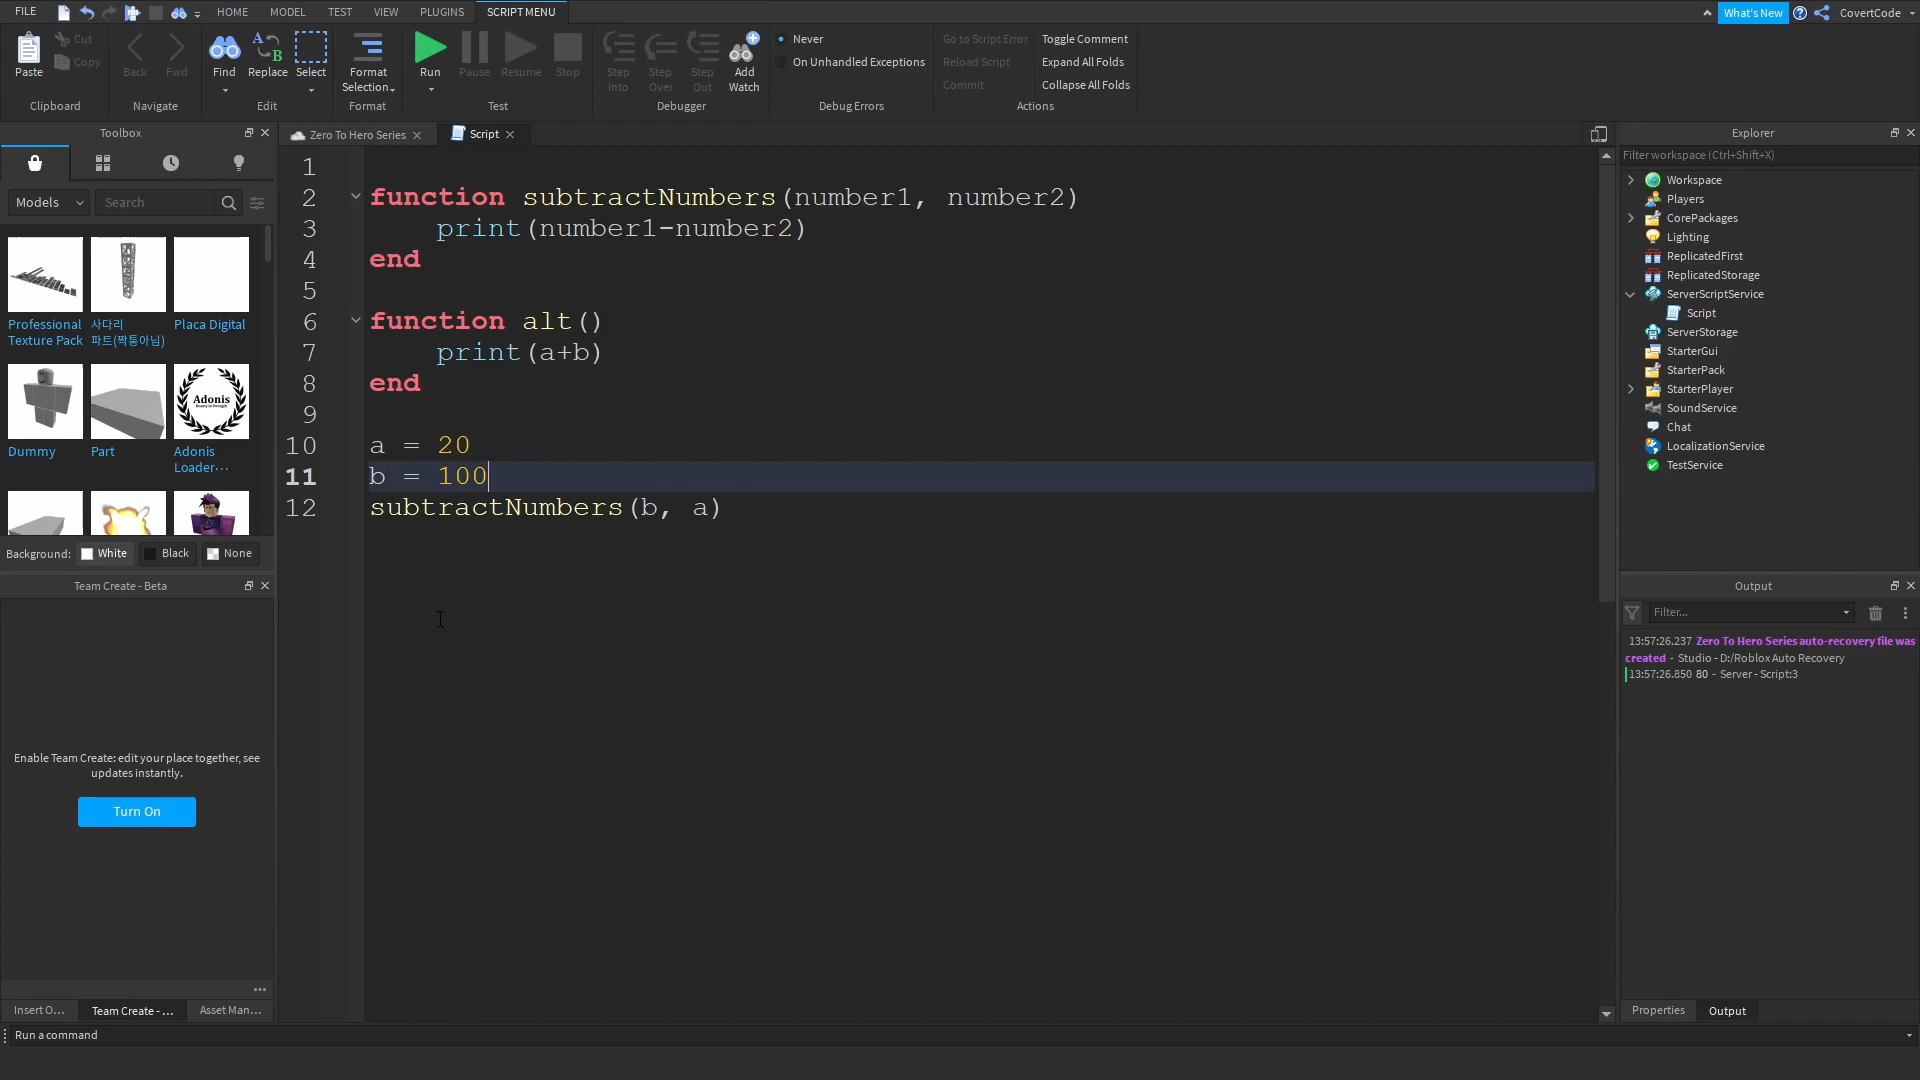 FILE HOME MODEL TEST VIEW PLUGINS SCRIPT MENU What's New CovertCode
Paste Cut Copy Back Fwd Find Replace Select Format Selection Run Pause Resume Stop Step Into Step Over Step Out Add Watch
Never
On Unhandled Exceptions
Go to Script Error Toggle Comment
Reload Script Expand All Folds
Commit Collapse All Folds
Clipboard Navigate Edit Format Test Debugger Debug Errors Actions
Toolbox
Models Search
Professional Texture Pack
사다리 파트(짝퉁아님)
Placa Digital
Adonis
Dummy
Part
Adonis Loader...
Background: White Black None
Team Create - Beta
Enable Team Create: edit your place together, see
updates instantly.
Turn On
Insert O... Team Create - ... Asset Man...
Zero To Hero Series Script
1
2 function subtractNumbers(number1, number2)
3 print(number1-number2)
4 end
5
6 function alt()
7 print(a+b)
8 end
9
10 a = 20
11 b = 100
12 subtractNumbers(b, a)
Explorer
Filter workspace (Ctrl+Shift+X)
Workspace
Players
CorePackages
Lighting
ReplicatedFirst
ReplicatedStorage
ServerScriptService
Script
ServerStorage
StarterGui
StarterPack
StarterPlayer
SoundService
Chat
LocalizationService
TestService
Output
Filter...
13:57:26.237 Zero To Hero Series auto-recovery file was
created - Studio - D:/Roblox Auto Recovery
13:57:26.850 80 - Server - Script:3
Properties Output
Run a command